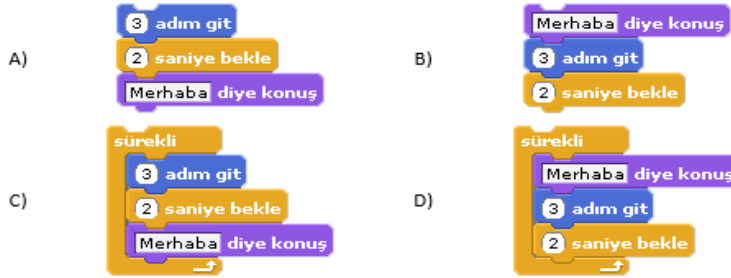 A)
3 adım git
2 saniye bekle
Merhaba diye konuş
B)
Merhaba diye konuş
3 adım git
2 saniye bekle
C)
sürekli
3 adım git
2 saniye bekle
Merhaba diye konuş
D)
sürekli
Merhaba diye konuş
3 adım git
2 saniye bekle